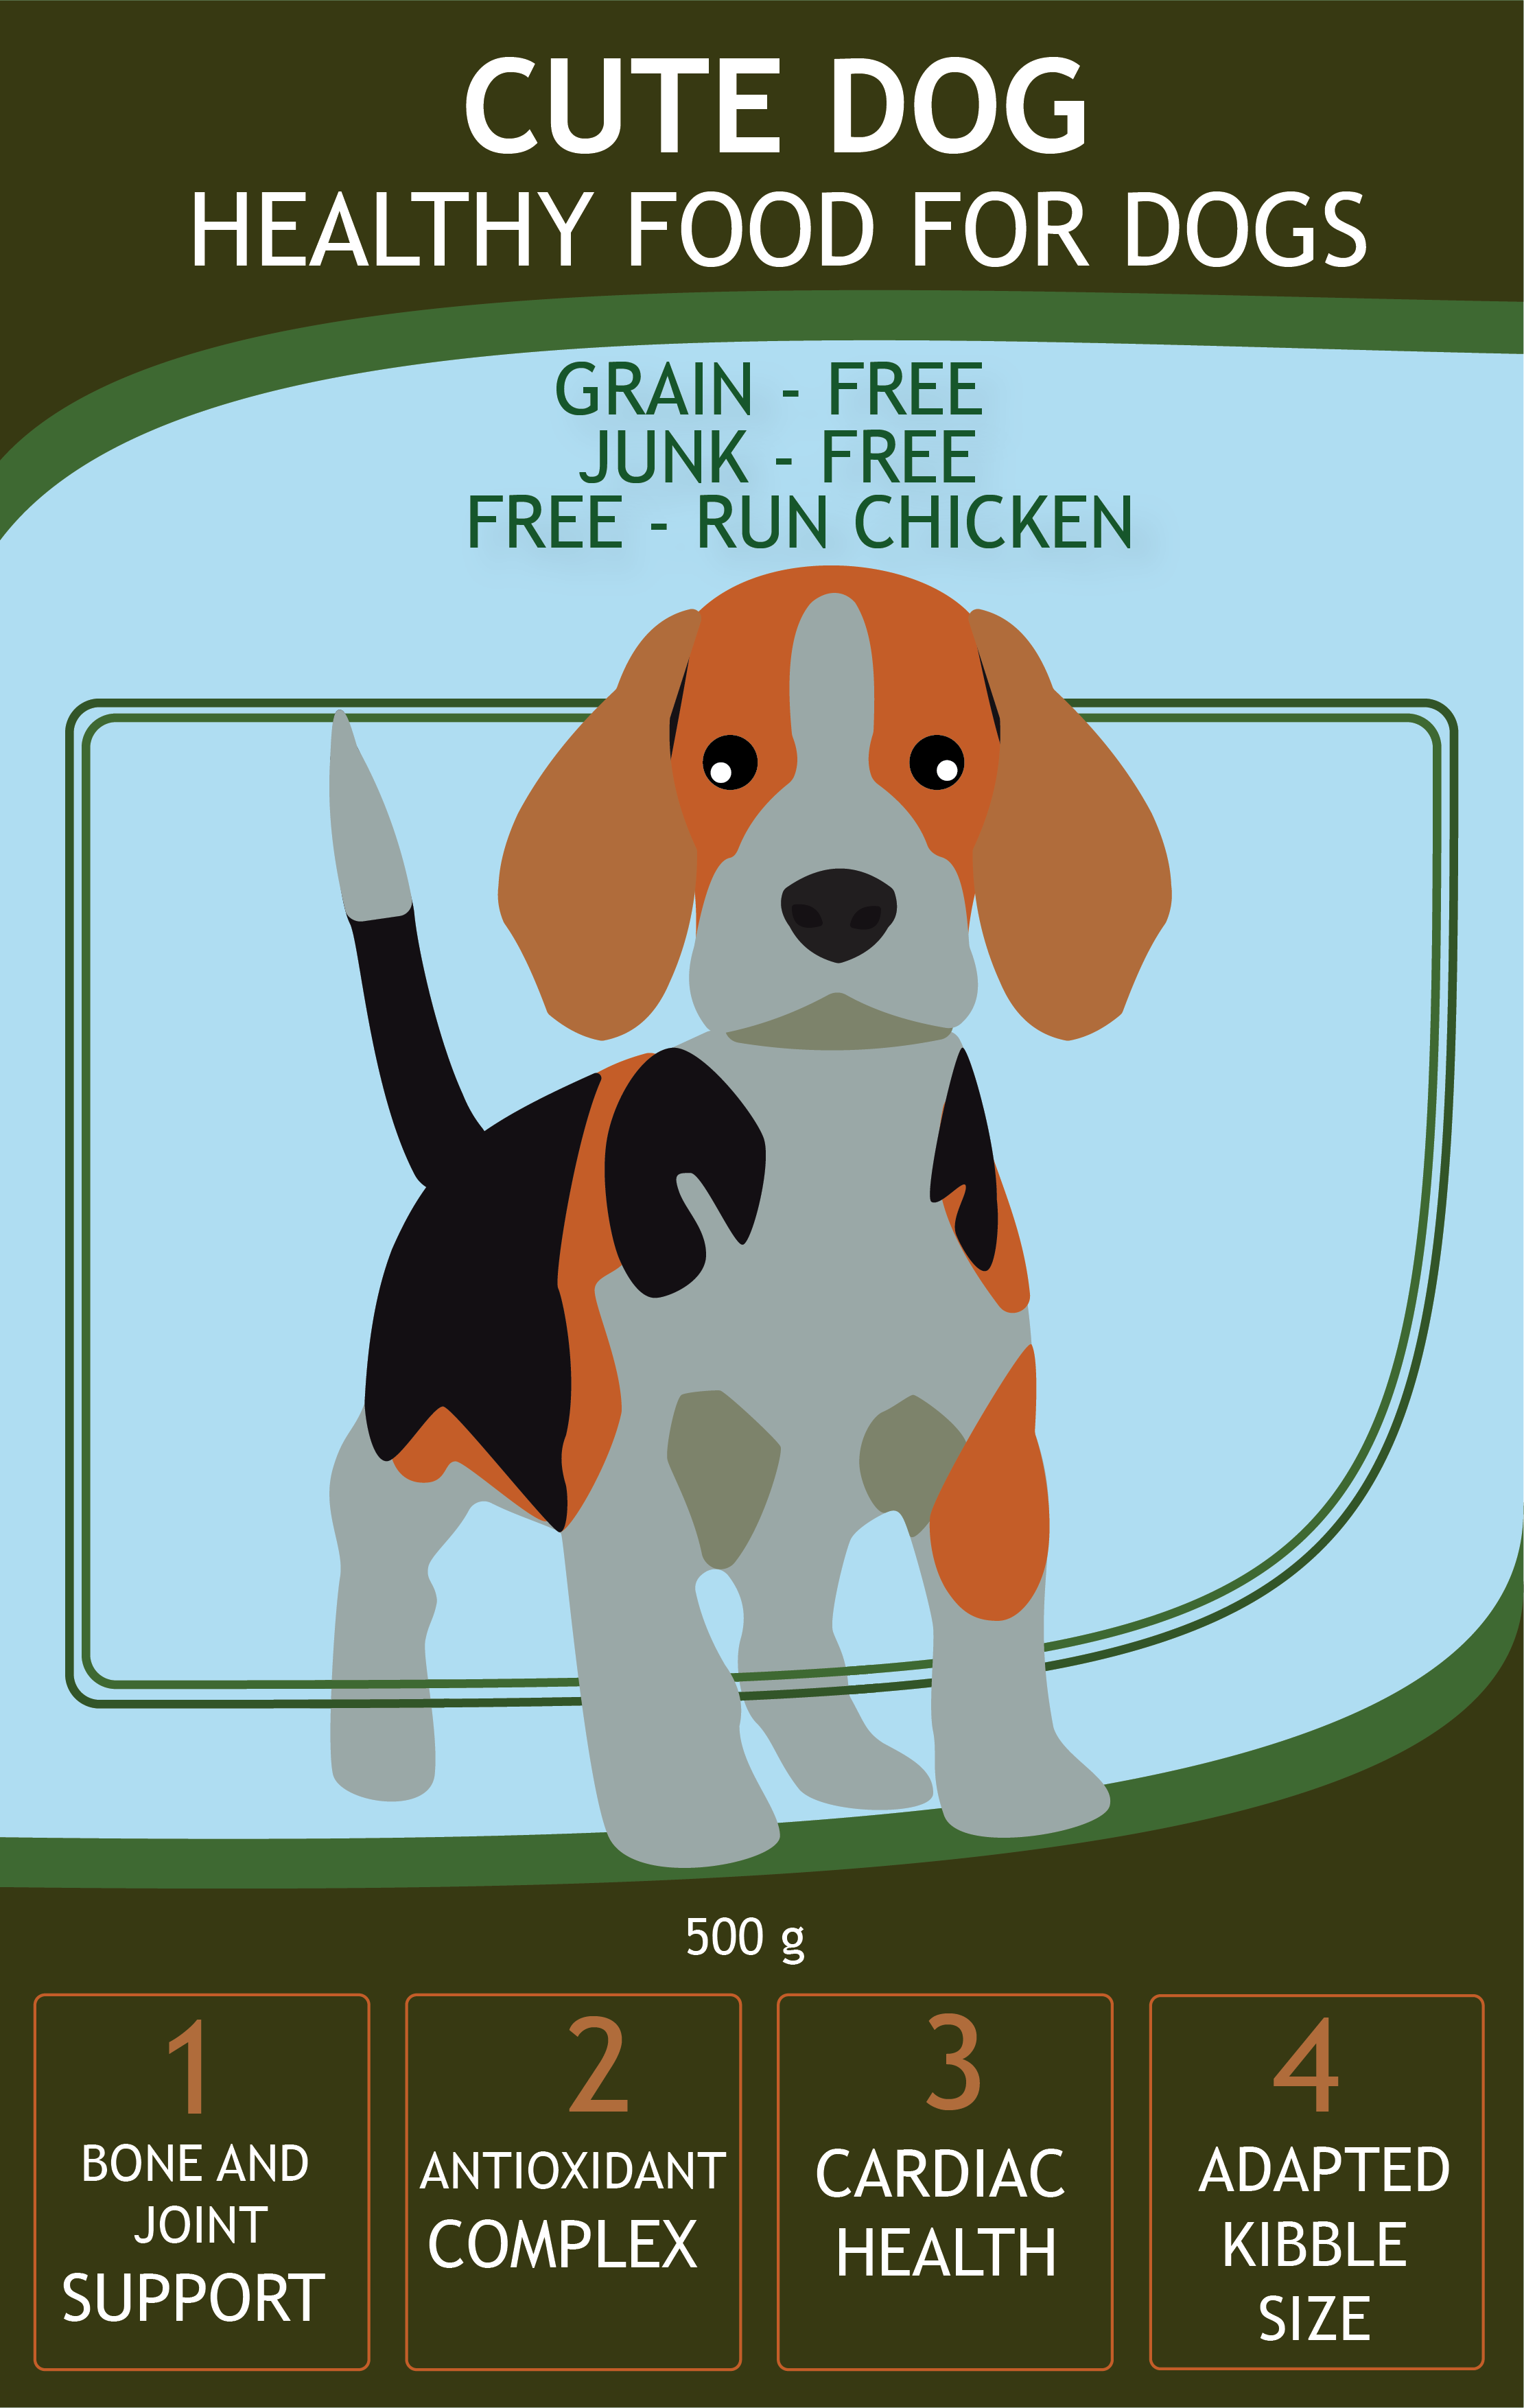 CUTE DOG
HEALTHY FOOD FOR DOGS
GRAIN - FREE
JUNK - FREE
FREE - RUN CHICKEN
500 g
1
BONE AND
JOINT
SUPPORT
2
ANTIOXIDANT
COMPLEX
3
CARDIAC
HEALTH
4
ADAPTED
KIBBLE
SIZE